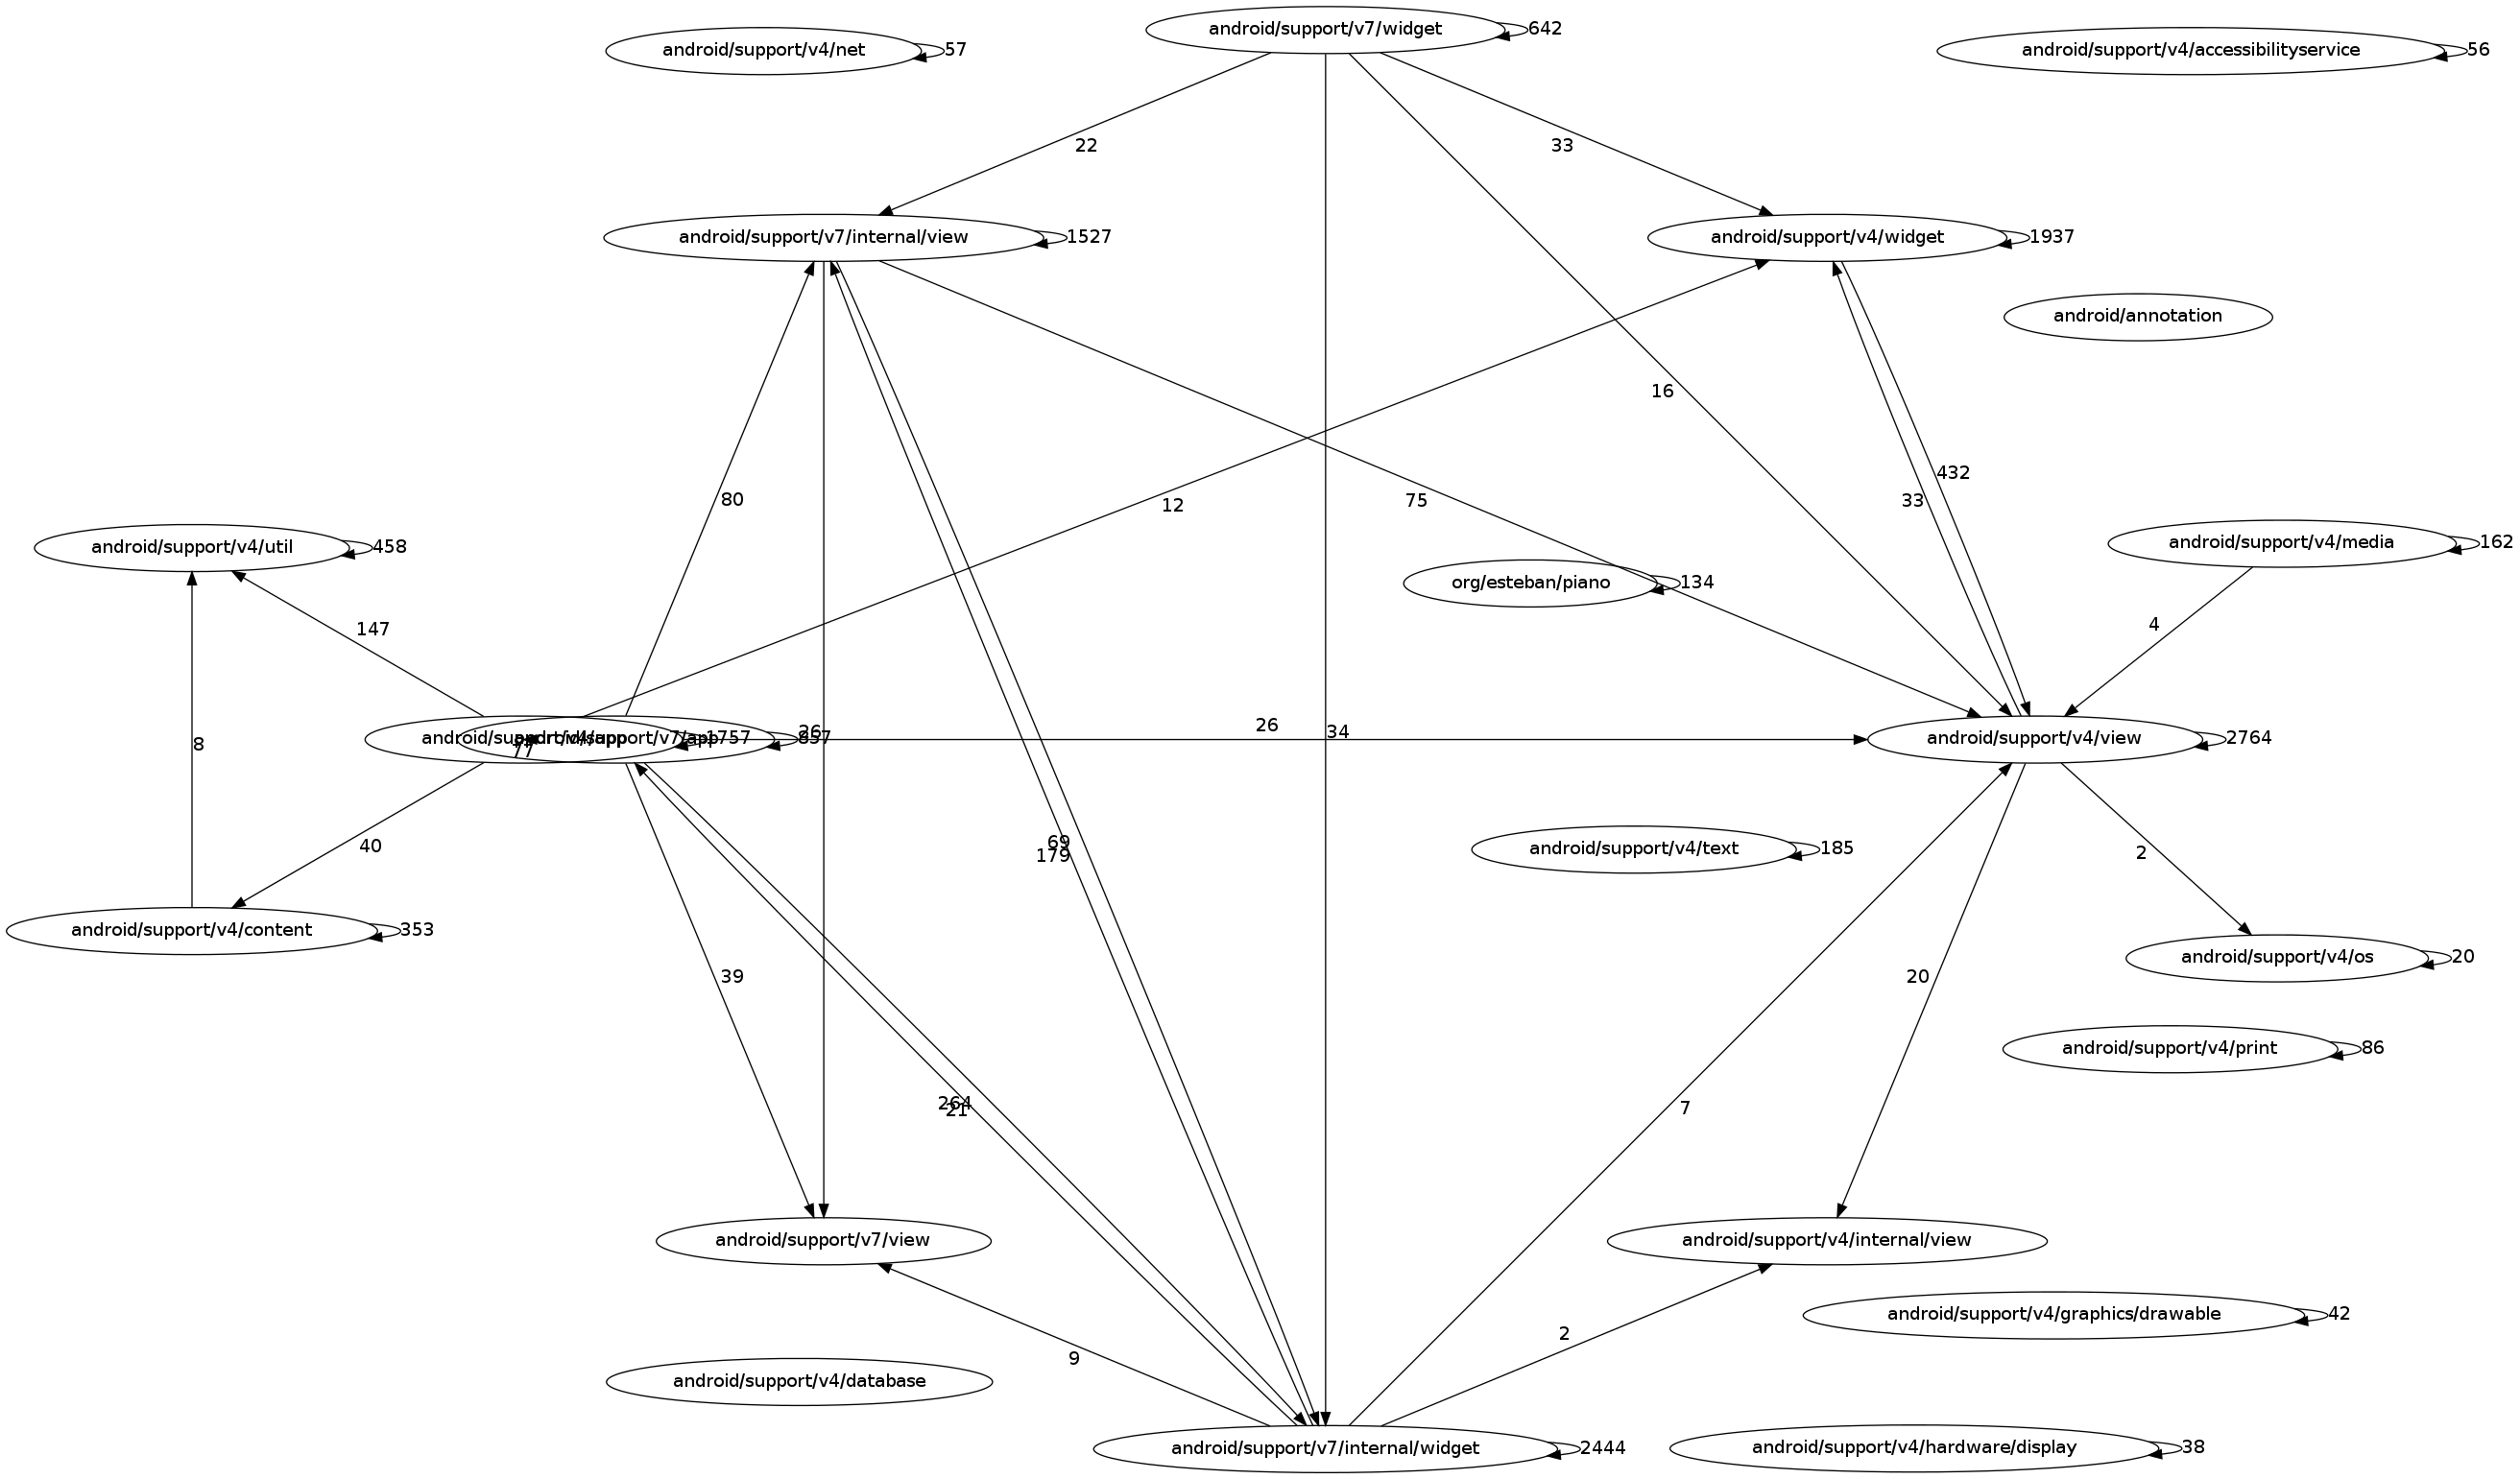 android/support/v7/widget
642
android/support/v4/net
57
android/support/v4/accessibilityservice
56
22
33
android/support/v7/internal/view
1527
android/support/v4/widget
1937
android/annotation
16
432
80
12
75
33
android/support/v4/util
458
android/support/v4/media
162
org/esteban/piano
134
147
4
8
android/support/v4/app
android/support/v7/app
77
1757
26
857
26
34
android/support/v4/view
2764
40
69
179
android/support/v4/text
185
2
android/support/v4/content
353
39
20
android/support/v4/os
20
android/support/v4/print
86
264
21
7
android/support/v7/view
android/support/v4/internal/view
android/support/v4/graphics/drawable
42
2
9
android/support/v4/database
android/support/v7/internal/widget
2444
android/support/v4/hardware/display
38